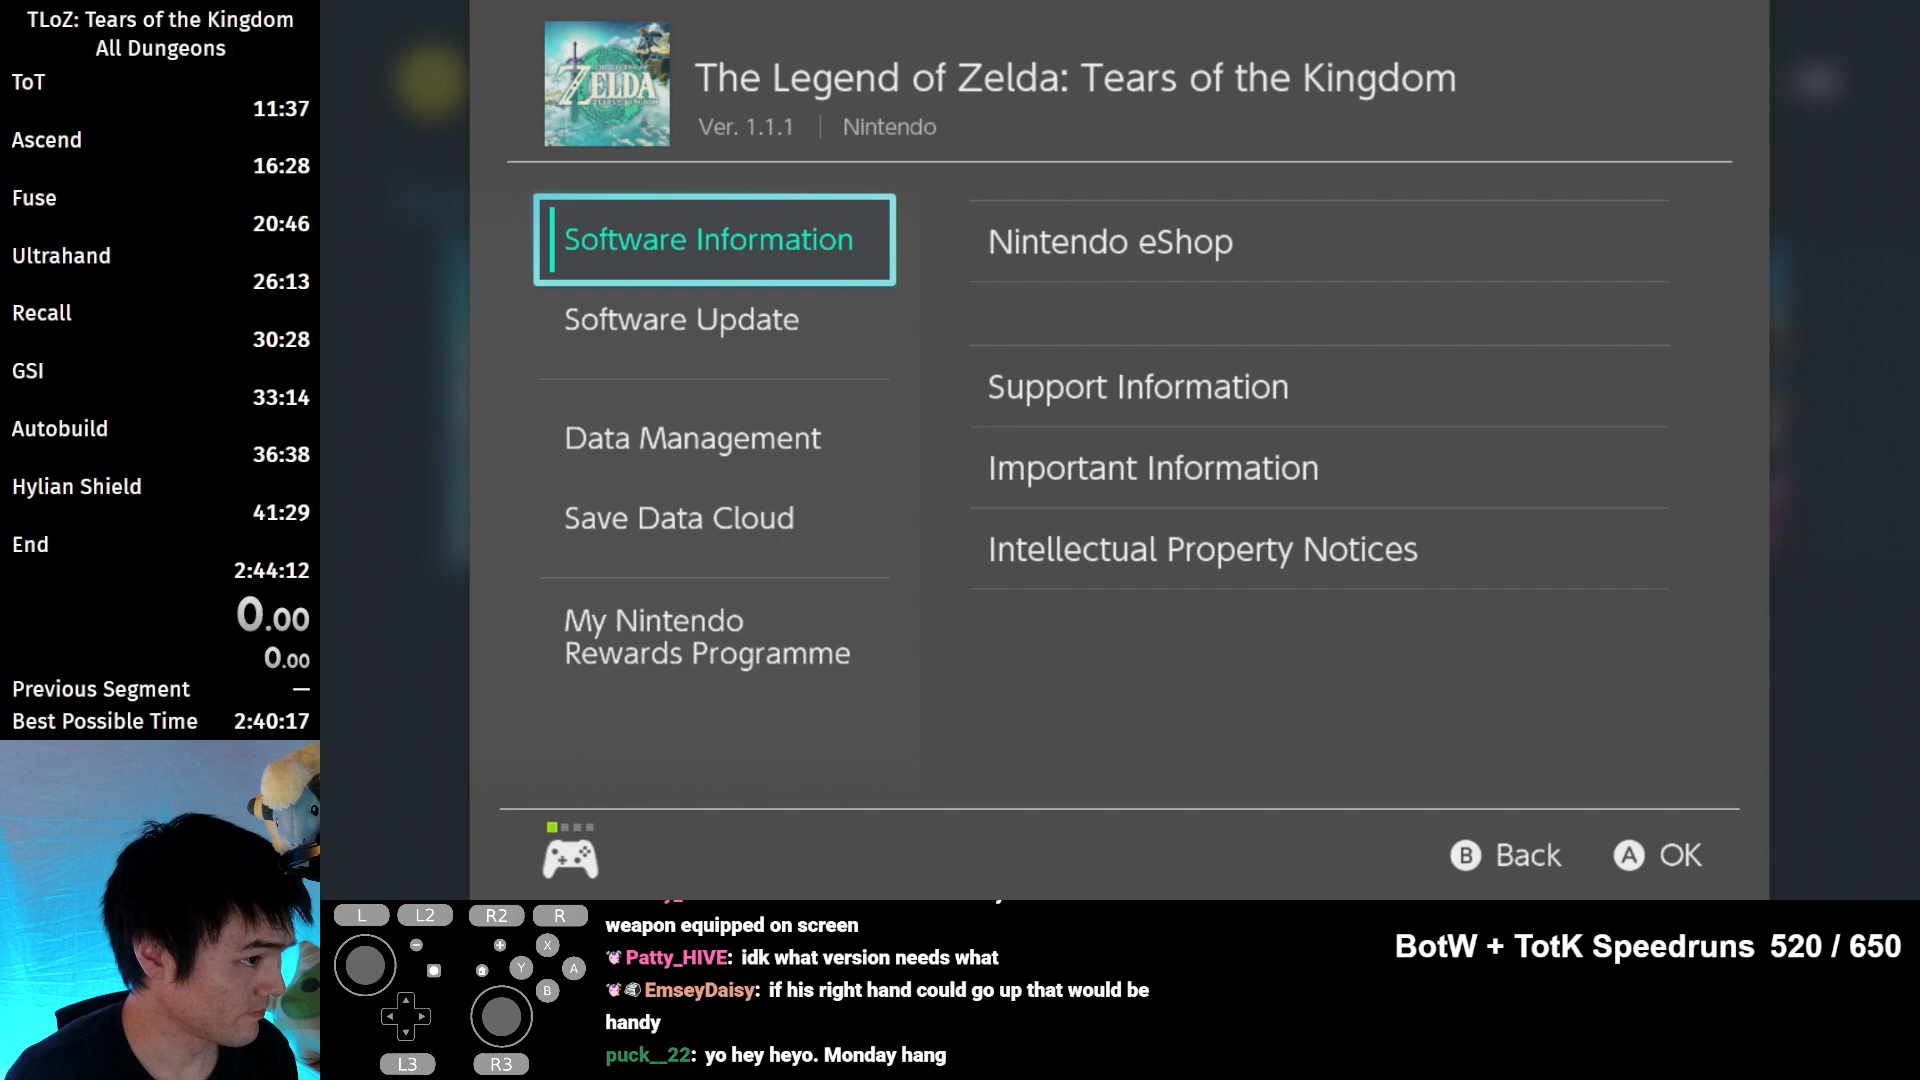 TLoZ: Tears of the Kingdom
All Dungeons
ToT
11:37
Ascend
16:28
Fuse
20:46
Ultrahand
26:13
Recall
30:28
GSI
33:14
Autobuild
36:38
Hylian Shield
41:29
End
2:44:12
0.00
0.00
Previous Segment —
Best Possible Time 2:40:17
ZELDA
The Legend of Zelda: Tears of the Kingdom
Ver. 1.1.1 | Nintendo
Software Information
Software Update
Data Management
Save Data Cloud
My Nintendo
Rewards Programme
Nintendo eShop
Support Information
Important Information
Intellectual Property Notices
B Back A OK
L L2 R2 R
X
Y A
B
L3 R3
weapon equipped on screen
Patty_HIVE: idk what version needs what
EmseyDaisy: if his right hand could go up that would be
handy
puck__22: yo hey heyo. Monday hang
BotW + TotK Speedruns 520 / 650